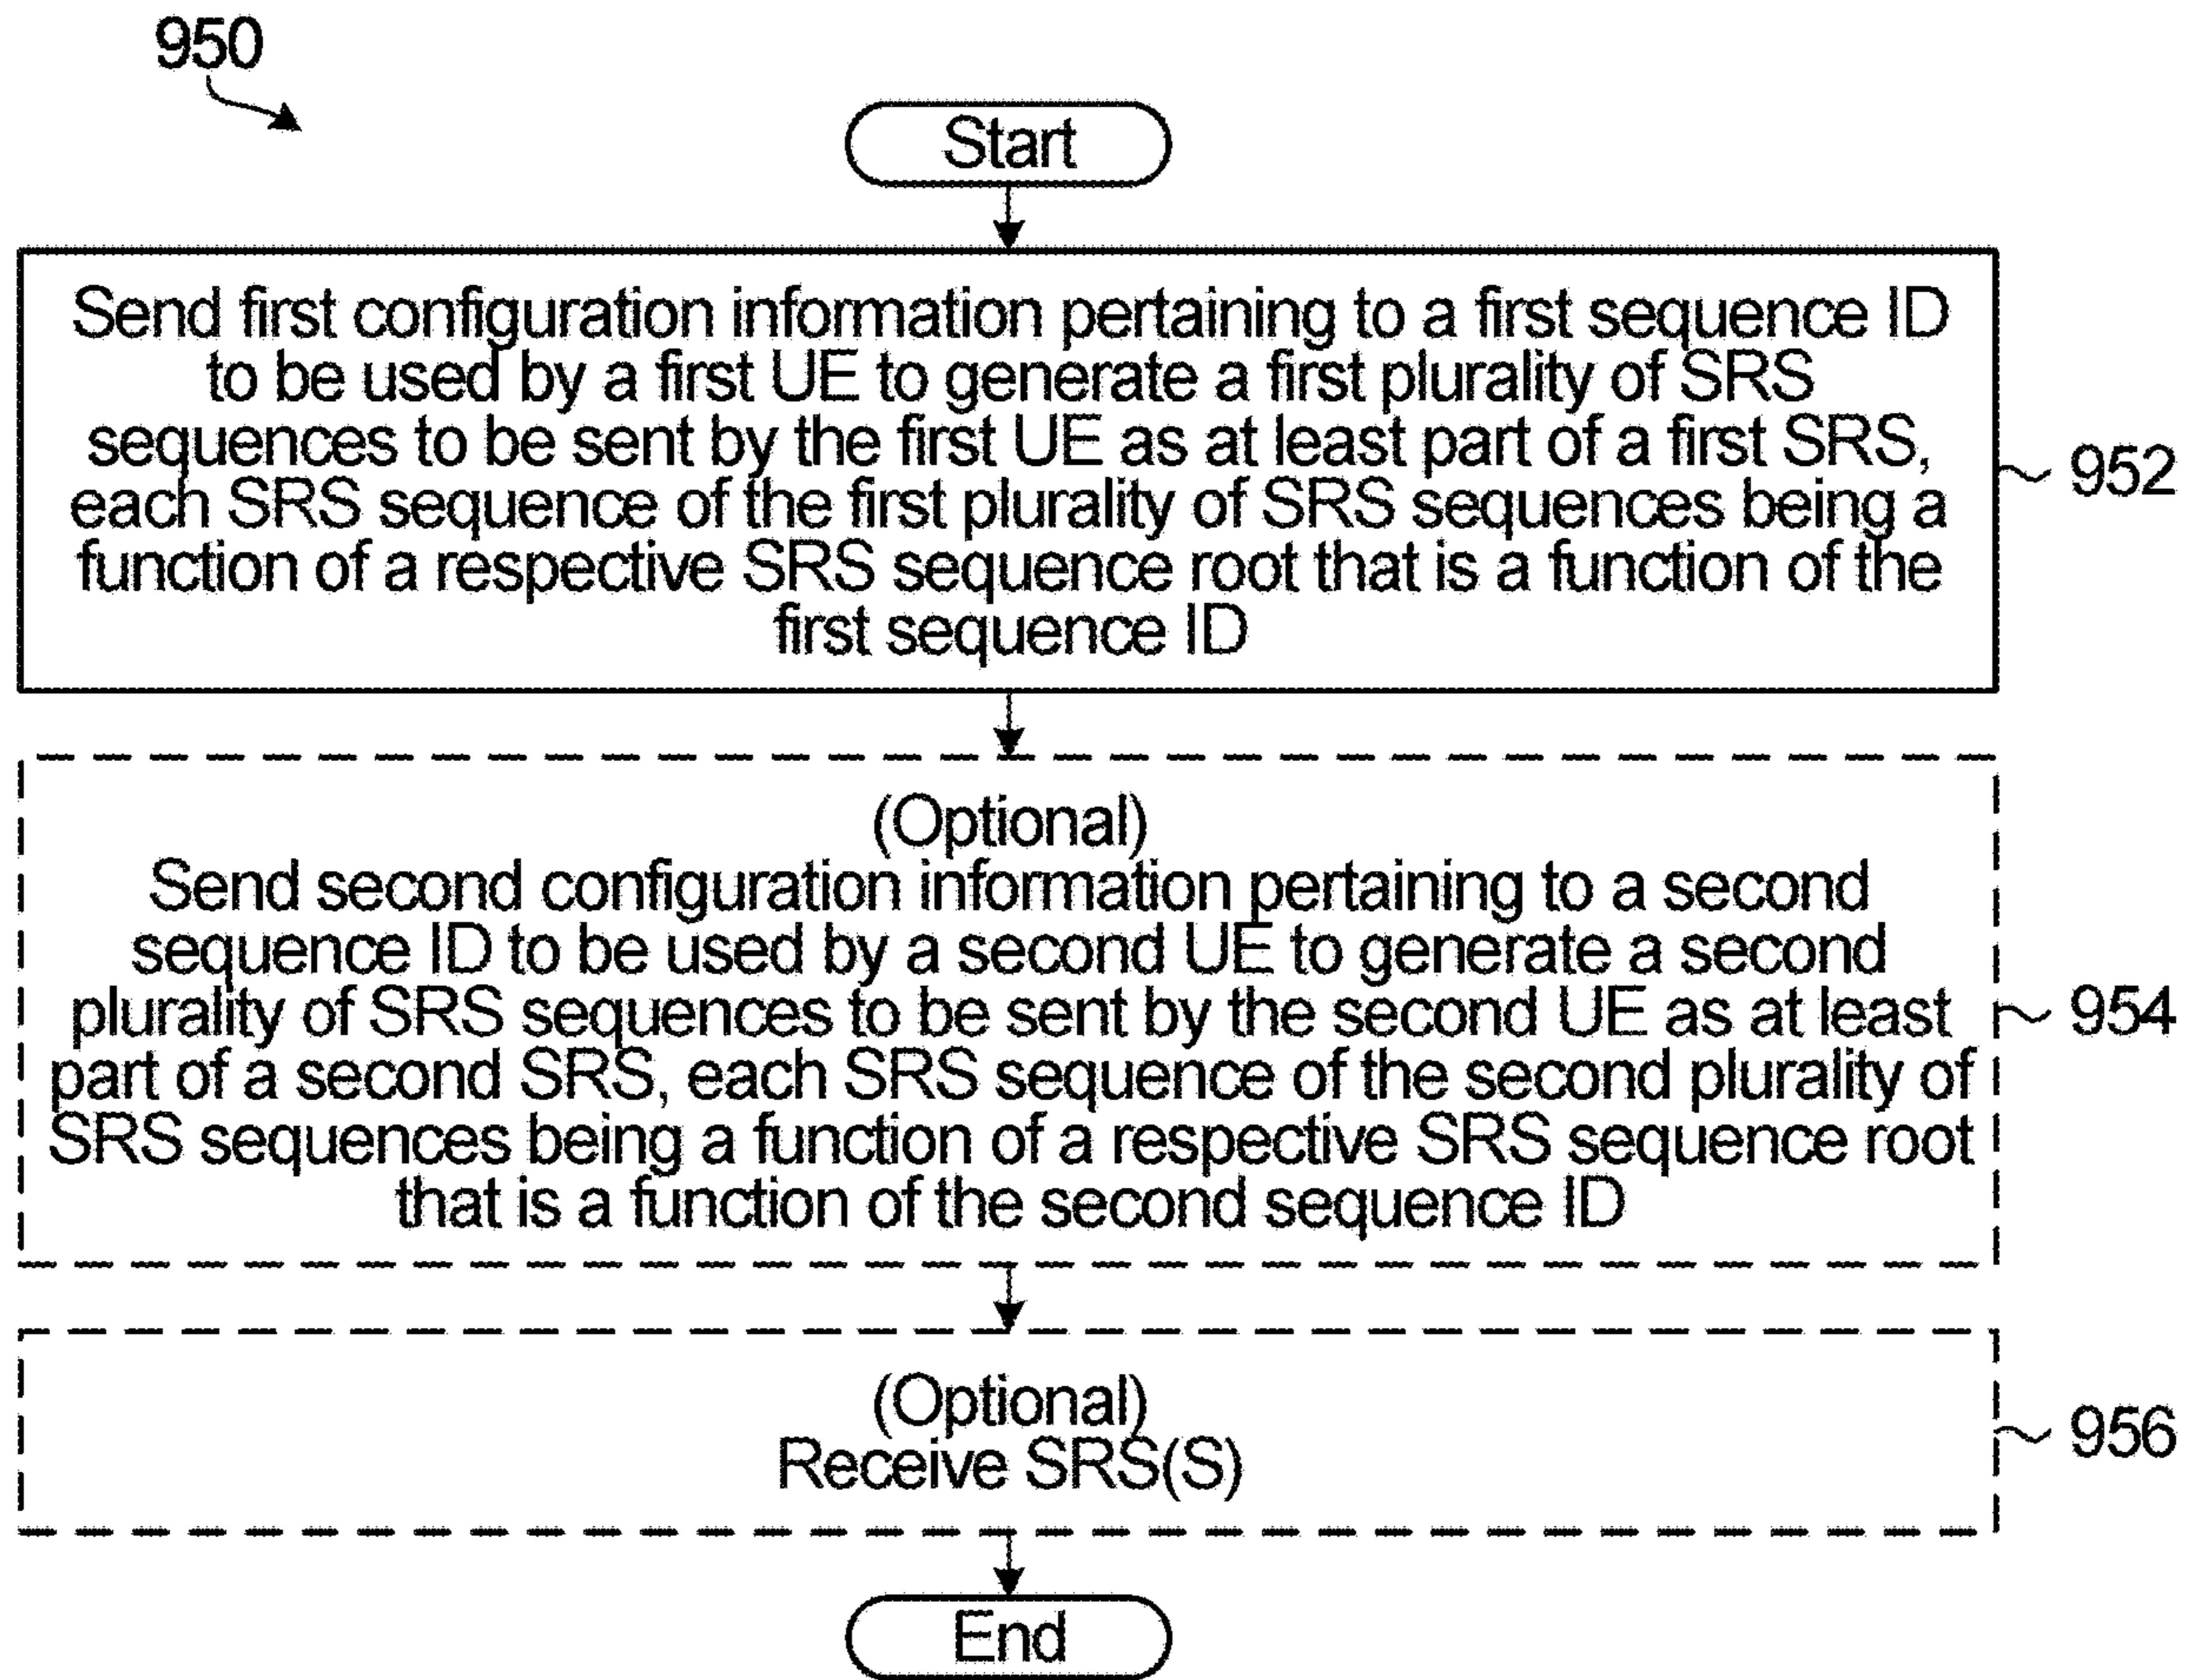 950
Start
Send first configuration information pertaining to a first sequence ID
to be used by a first UE to generate a first plurality of SRS
sequences to be sent by the first UE as at least part of a first SRS,
each SRS sequence of the first plurality of SRS sequences being a
function of a respective SRS sequence root that is a function of the
first sequence ID
952
(Optional)
Send second configuration information pertaining to a second
sequence ID to be used by a second UE to generate a second
plurality of SRS sequences to be sent by the second UE as at least
part of a second SRS, each SRS sequence of the second plurality of
SRS sequences being a function of a respective SRS sequence root
that is a function of the second sequence ID
954
(Optional)
Receive SRS(S)
956
End